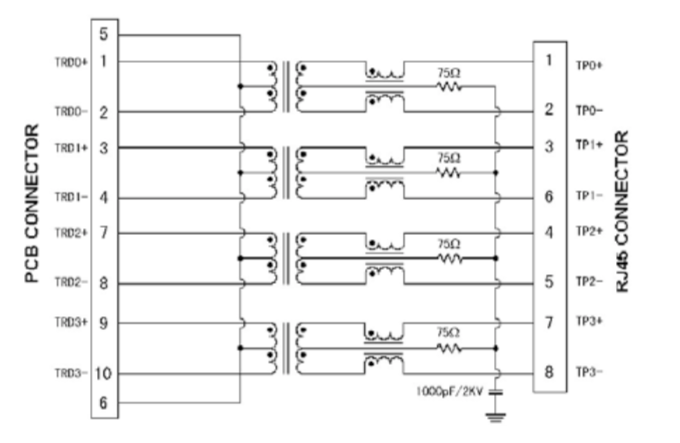 PCB CONNECTOR
5
TRD0+ 1
TRD0- 2
TRD1+ 3
TRD1- 4
TRD2+ 7
TRD2- 8
TRD3+ 9
TRD3- 10
6
75Ω
75Ω
75Ω
75Ω
1000pF/2KV
1 TP0+
2 TP0-
3 TP1+
6 TP1-
4 TP2+
5 TP2-
7 TP3+
8 TP3-
RJ45 CONNECTOR